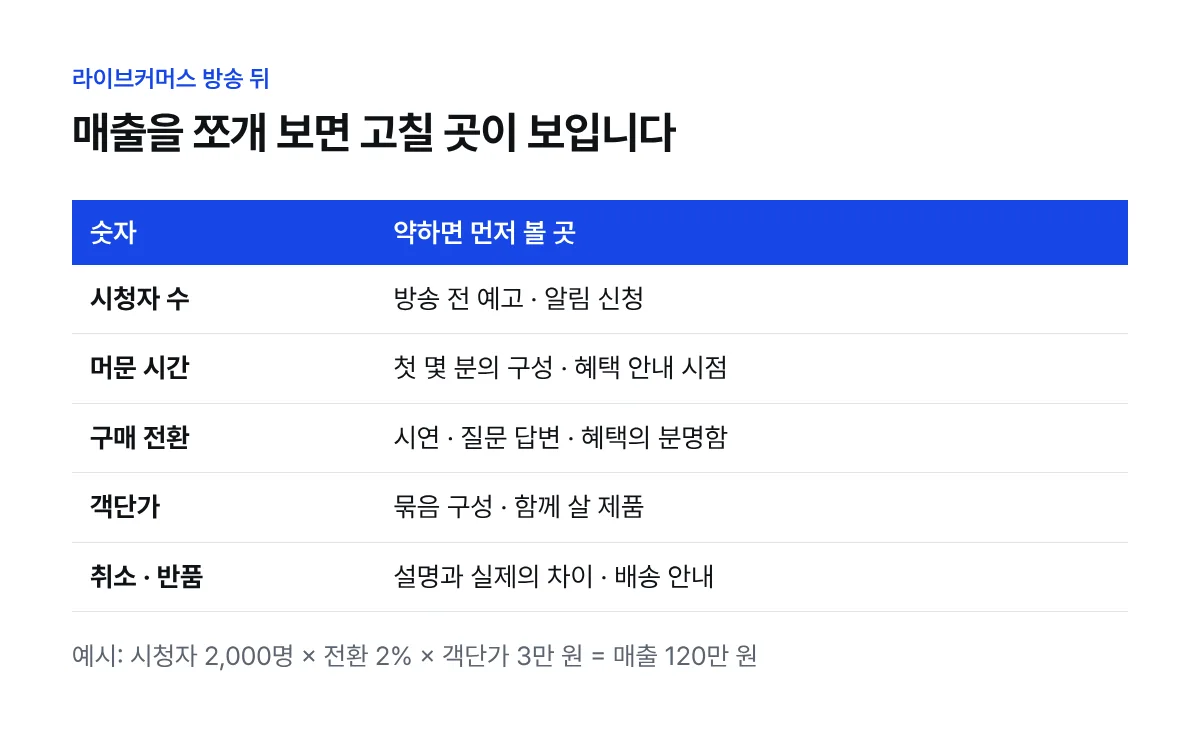 라이브커머스 방송 뒤
매출을 쪼개 보면 고칠 곳이 보입니다
숫자 약하면 먼저 볼 곳
시청자 수 방송 전 예고 · 알림 신청
머문 시간 첫 몇 분의 구성 · 혜택 안내 시점
구매 전환 시연 · 질문 답변 · 혜택의 분명함
객단가 묶음 구성 · 함께 살 제품
취소 · 반품 설명과 실제의 차이 · 배송 안내
예시: 시청자 2,000명 × 전환 2% × 객단가 3만 원 = 매출 120만 원